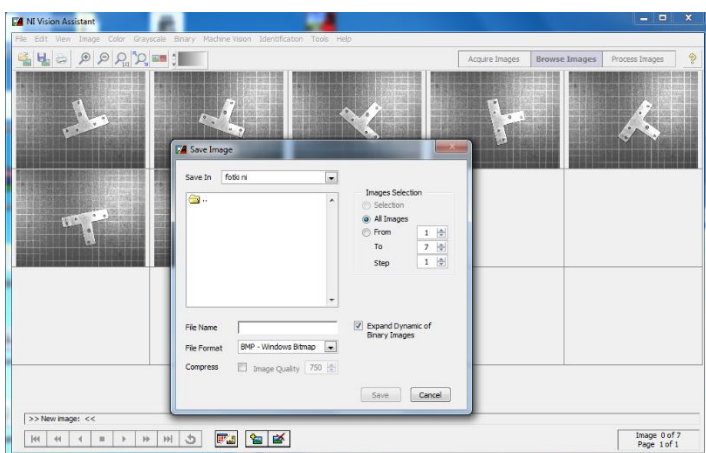 NI Vision Assistant
File Edit View Image Color Grayscale Binary Machine Vision Identification Tools Help
Acquire Images Browse Images Process Images
Save Image
Save In fotki ni
..
Images Selection
Selection
All Images
From 1
To 7
Step 1
File Name
Expand Dynamic of
Binary Images
File Format BMP - Windows Bitmap
Compress Image Quality 750
Save Cancel
>> New image: <<
Image 0 of 7
Page 1 of 1